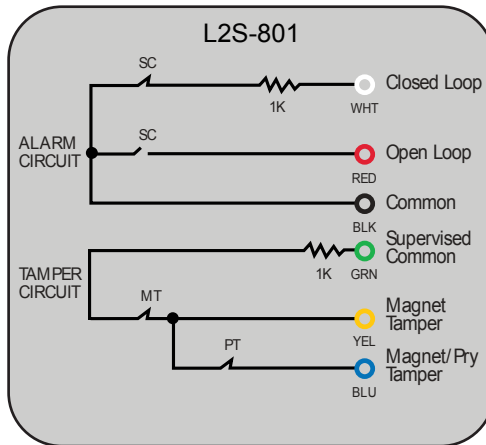 L2S-801
SC
1K
WHT
Closed Loop
ALARM
CIRCUIT
SC
RED
Open Loop
BLK
Common
1K
GRN
Supervised
Common
TAMPER
CIRCUIT
MT
YEL
Magnet
Tamper
PT
BLU
Magnet/Pry
Tamper